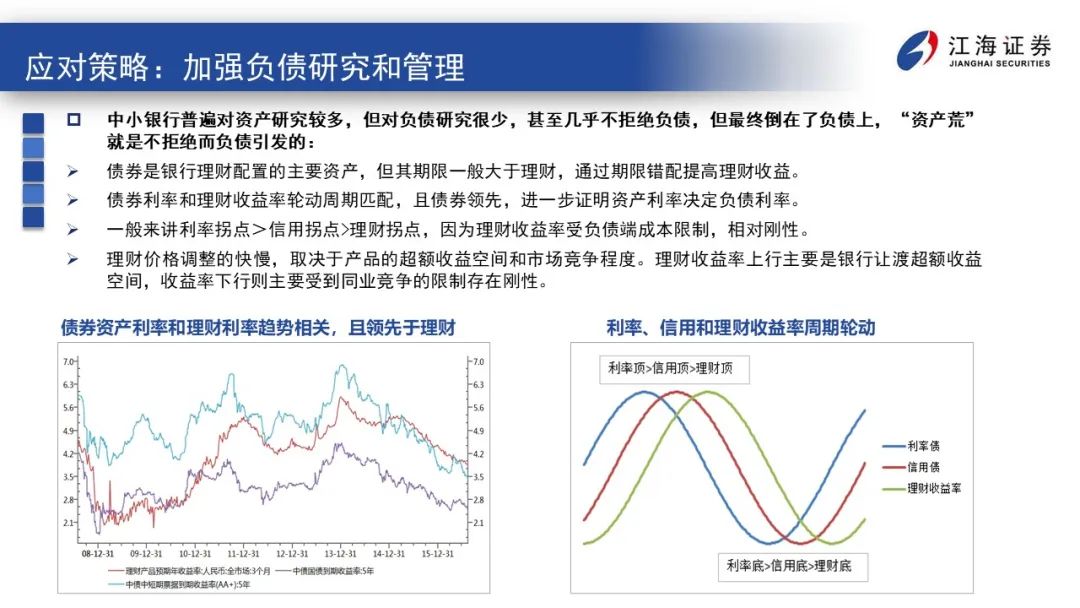 应对策略：加强负债研究和管理
江海证券
JIANGHAI SECURITIES
中小银行普遍对资产研究较多，但对负债研究很少，甚至几乎不拒绝负债，但最终倒在了负债上，“资产荒”
就是不拒绝而负债引发的：
债券是银行理财配置的主要资产，但其期限一般大于理财，通过期限错配提高理财收益。
债券利率和理财收益率轮动周期匹配，且债券领先，进一步证明资产利率决定负债利率。
一般来讲利率拐点＞信用拐点>理财拐点，因为理财收益率受负债端成本限制，相对刚性。
理财价格调整的快慢，取决于产品的超额收益空间和市场竞争程度。理财收益率上行主要是银行让渡超额收益
空间，收益率下行则主要受到同业竞争的限制存在刚性。
债券资产利率和理财利率趋势相关，且领先于理财
7.0 7.0
6.3 6.3
5.6 5.6
4.9 4.9
4.2 4.2
3.5 3.5
2.8 2.8
2.1 2.1
08-12-31 09-12-31 10-12-31 11-12-31 12-12-31 13-12-31 14-12-31 15-12-31
理财产品预期年收益率:人民币:全市场:3个月 中债国债到期收益率:5年
中债中短期票据到期收益率(AA+):5年
利率、信用和理财收益率周期轮动
利率顶>信用顶>理财顶
利率债
信用债
理财收益率
利率底>信用底>理财底